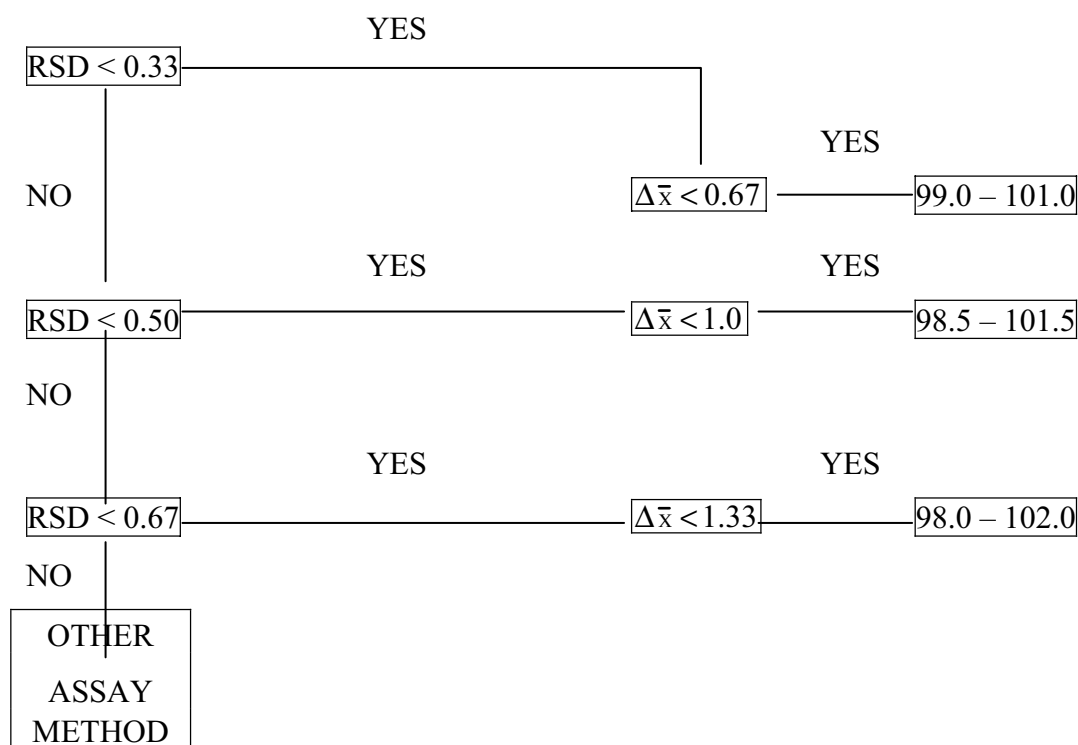 YES
RSD < 0.33
YES
NO
Δx̄ < 0.67
99.0 – 101.0
YES
YES
RSD < 0.50
Δx̄ < 1.0
98.5 – 101.5
NO
YES
YES
RSD < 0.67
Δx̄ < 1.33
98.0 – 102.0
NO
OTHER
ASSAY
METHOD